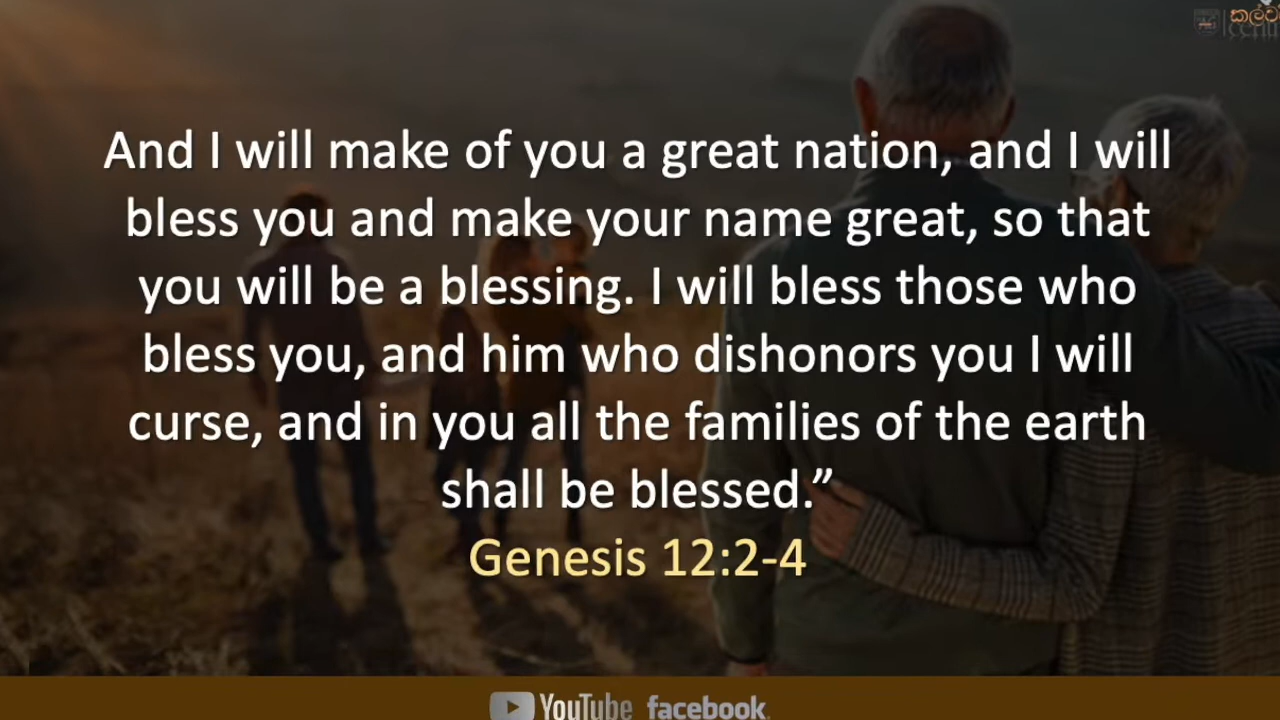 And I will make of you a great nation, and I will
bless you and make your name great, so that
you will be a blessing. I will bless those who
bless you, and him who dishonors you I will
curse, and in you all the families of the earth
shall be blessed.”
Genesis 12:2-4
YouTube facebook.